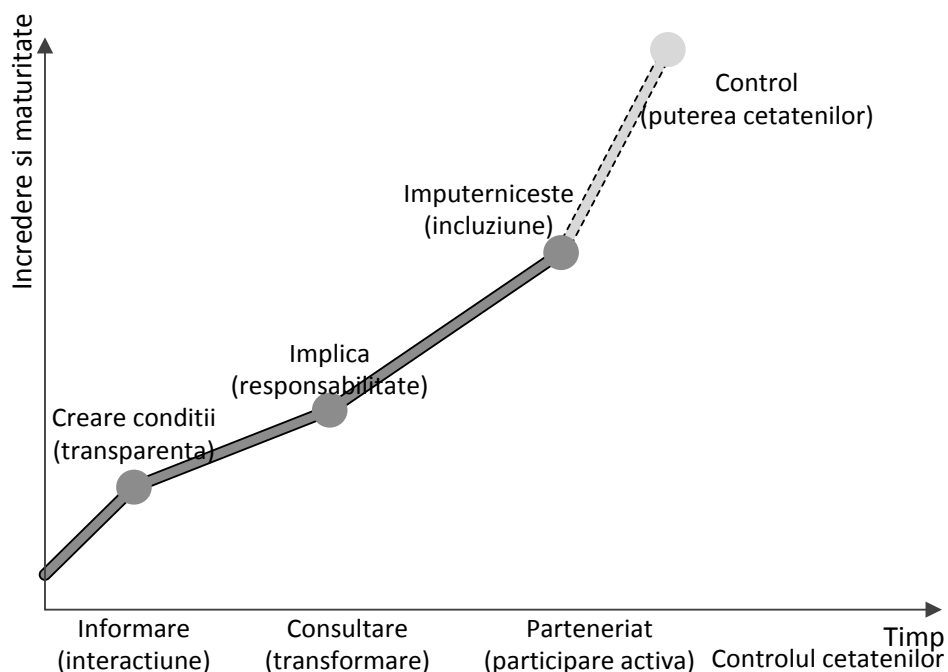 Incredere si maturitate
Control
(puterea cetatenilor)
Imputerniceste
(incluziune)
Implica
(responsabilitate)
Creare conditii
(transparenta)
Informare
(interactiune)
Consultare
(transformare)
Parteneriat
(participare activa)
Timp
Controlul cetatenilor